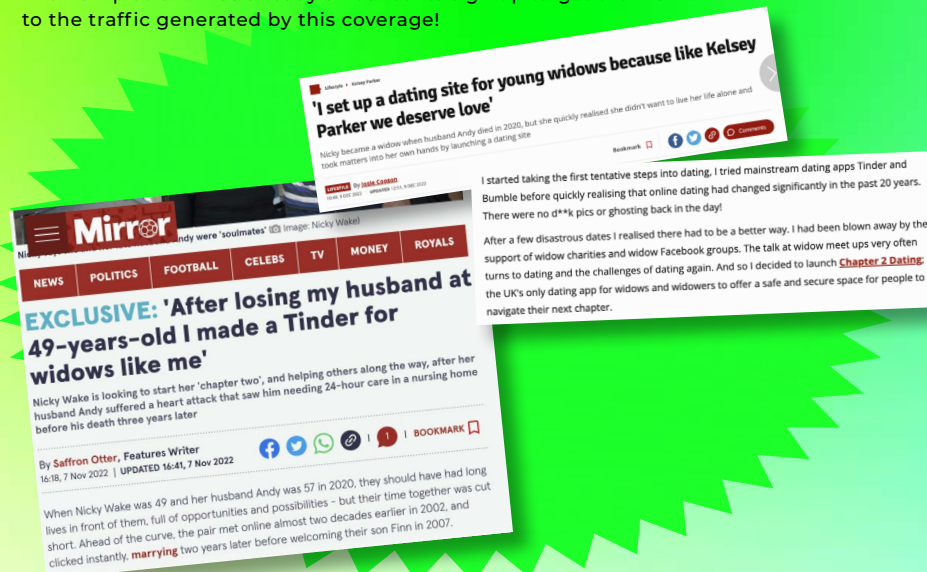 to the traffic generated by this coverage!
Lifestyle • Kelsey Parker
'I set up a dating site for young widows because like Kelsey
Parker we deserve love'
Nicky became a widow when husband Andy died in 2020, but she quickly realised she didn't want to live her life alone and
took matters into her own hands by launching a dating site
Bookmark
Comments
LIFESTYLE By Josie Copson
I started taking the first tentative steps into dating, I tried mainstream dating apps Tinder and
Bumble before quickly realising that online dating had changed significantly in the past 20 years.
There were no d**k pics or ghosting back in the day!
After a few disastrous dates I realised there had to be a better way. I had been blown away by the
support of widow charities and widow Facebook groups. The talk at widow meet ups very often
turns to dating and the challenges of dating again. And so I decided to launch Chapter 2 Dating;
the UK's only dating app for widows and widowers to offer a safe and secure space for people to
navigate their next chapter.
Mirror
ndy were 'soulmates' (Image: Nicky Wake)
NEWS POLITICS FOOTBALL CELEBS TV MONEY ROYALS
EXCLUSIVE: 'After losing my husband at
49-years-old I made a Tinder for
widows like me'
Nicky Wake is looking to start her 'chapter two', and helping others along the way, after her
husband Andy suffered a heart attack that saw him needing 24-hour care in a nursing home
before his death three years later
By Saffron Otter, Features Writer
16:18, 7 Nov 2022 | UPDATED 16:41, 7 Nov 2022
1 | BOOKMARK
When Nicky Wake was 49 and her husband Andy was 57 in 2020, they should have had long
lives in front of them, full of opportunities and possibilities - but their time together was cut
short. Ahead of the curve, the pair met online almost two decades earlier in 2002, and
clicked instantly, marrying two years later before welcoming their son Finn in 2007.